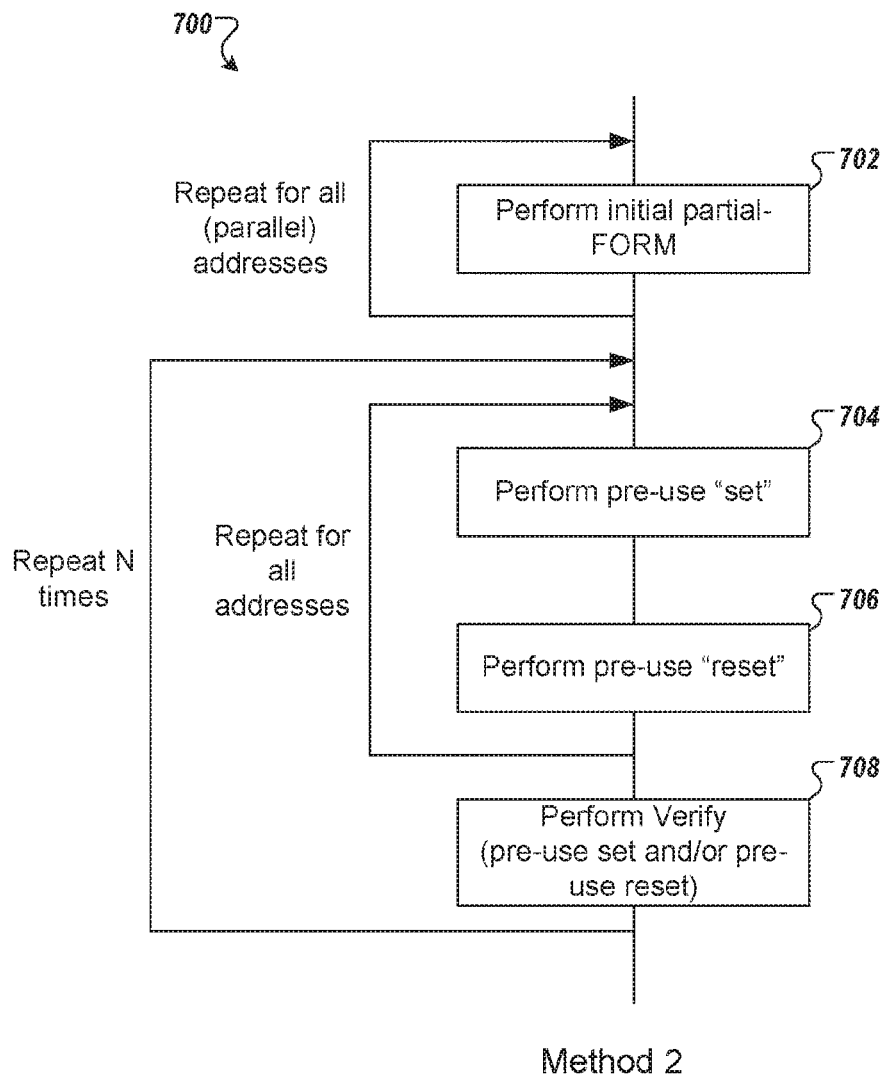 700
702
Repeat for all
(parallel)
addresses
Perform initial partial-
FORM
704
Perform pre-use “set”
Repeat N
times
Repeat for
all
addresses
706
Perform pre-use “reset”
708
Perform Verify
(pre-use set and/or pre-
use reset)
Method 2